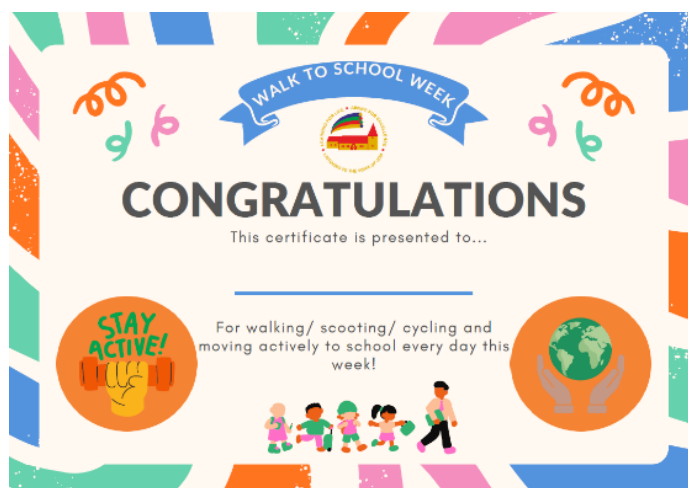 WALK TO SCHOOL WEEK
CONGRATULATIONS
This certificate is presented to...
STAY
ACTIVE!
For walking/ scooting/ cycling and
moving actively to school every day this
week!